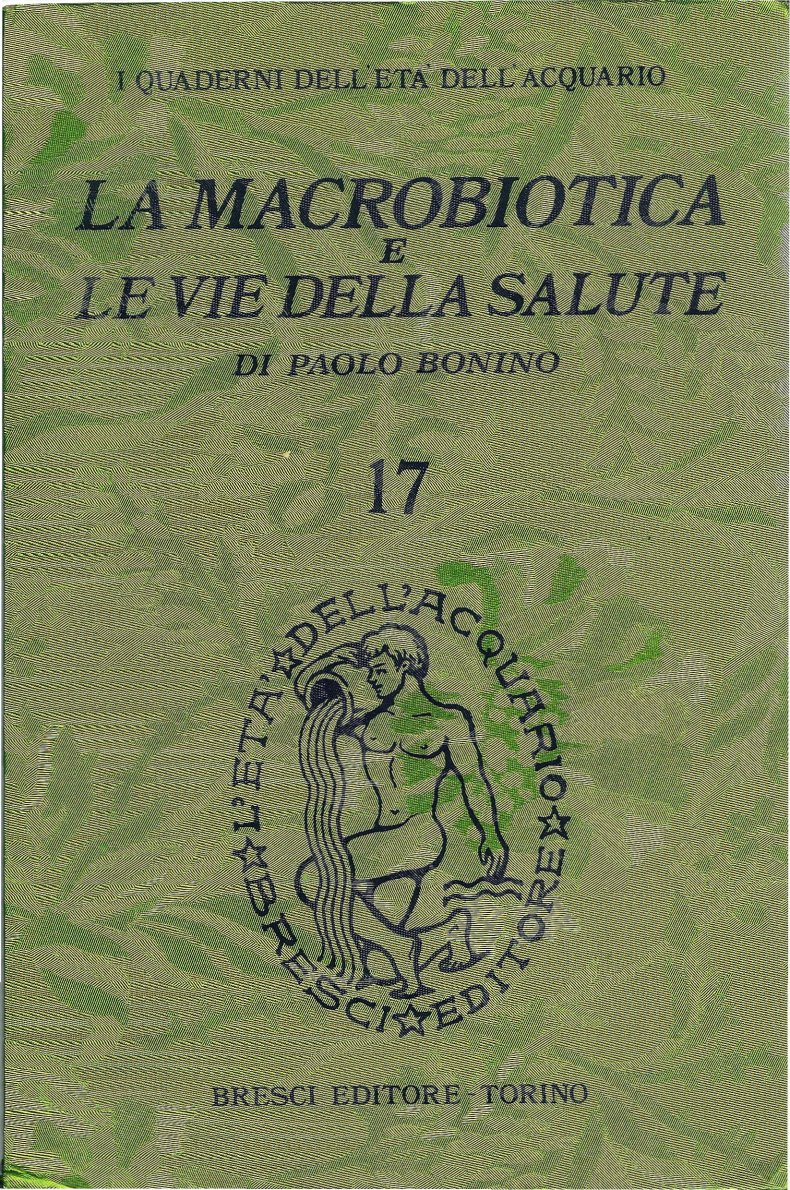 I QUADERNI DELL'ETA' DELL'ACQUARIO
LA MACROBIOTICA
E
LE VIE DELLA SALUTE
DI PAOLO BONINO
17
L'ETA' ☆ DELL'ACQUARIO ☆ BRESCI ☆ EDITORE ☆
BRESCI EDITORE - TORINO